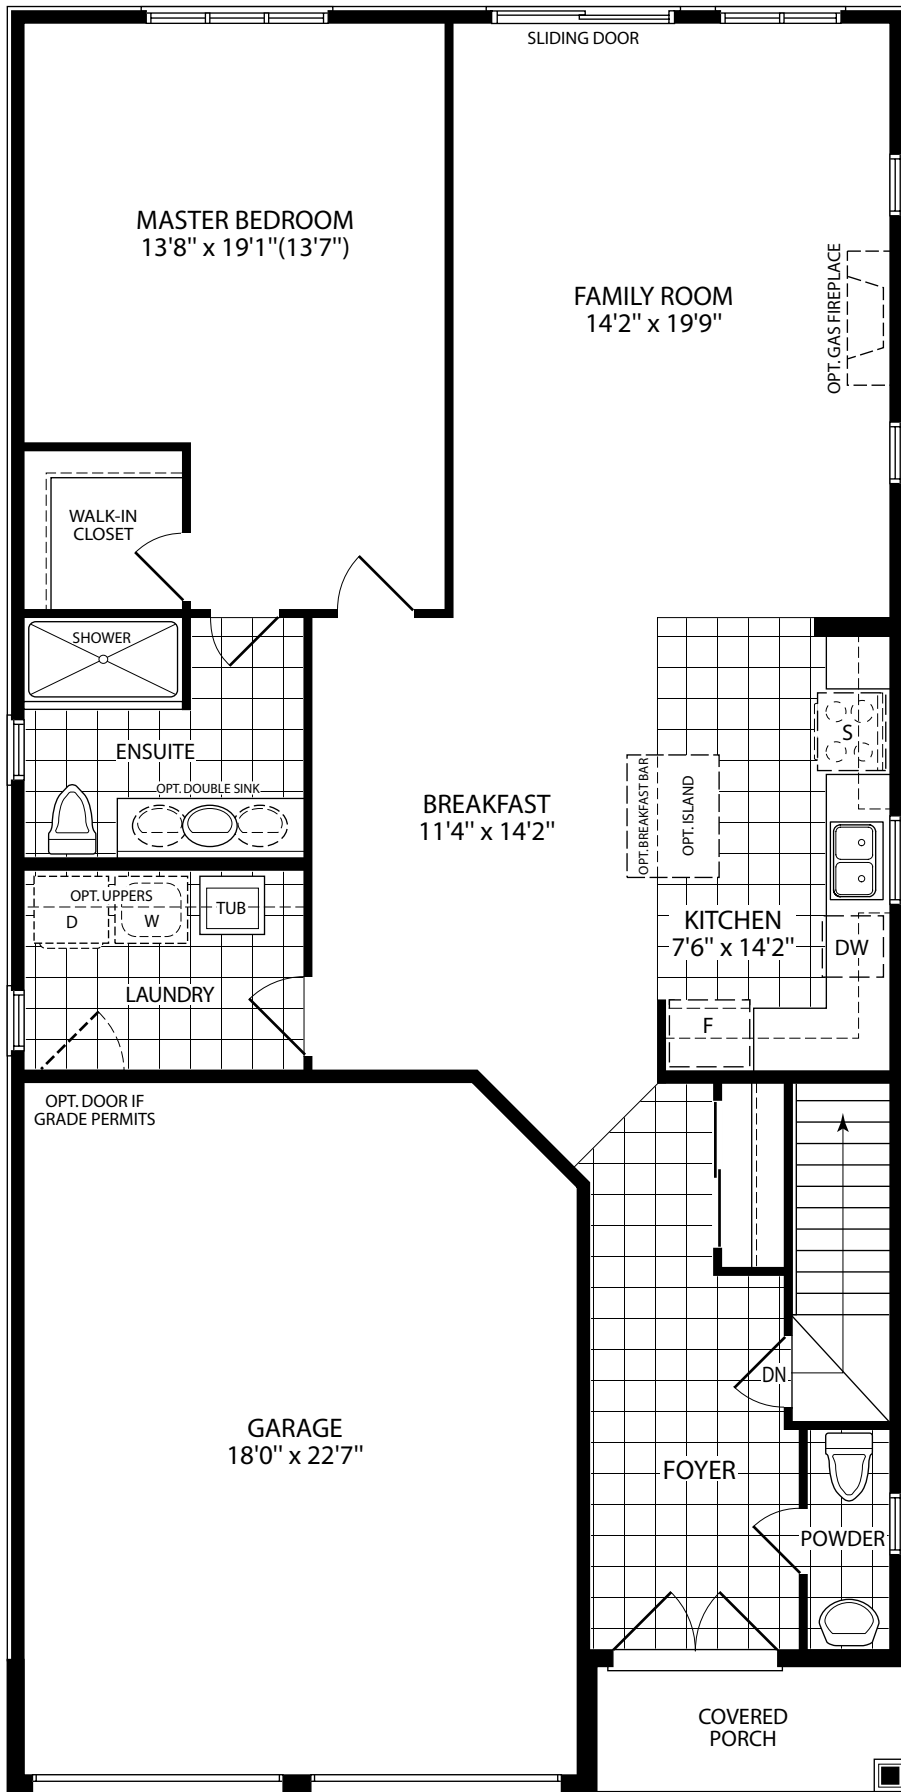 SLIDING DOOR
MASTER BEDROOM
13'8" x 19'1"(13'7")
FAMILY ROOM
14'2" x 19'9"
OPT. GAS FIREPLACE
WALK-IN
CLOSET
SHOWER
ENSUITE
OPT. DOUBLE SINK
BREAKFAST
11'4" x 14'2"
OPT. BREAKFAST BAR
OPT. ISLAND
S
KITCHEN
7'6" x 14'2"
DW
F
OPT. UPPERS
D
W
TUB
LAUNDRY
OPT. DOOR IF
GRADE PERMITS
GARAGE
18'0" x 22'7"
DN
FOYER
POWDER
COVERED
PORCH